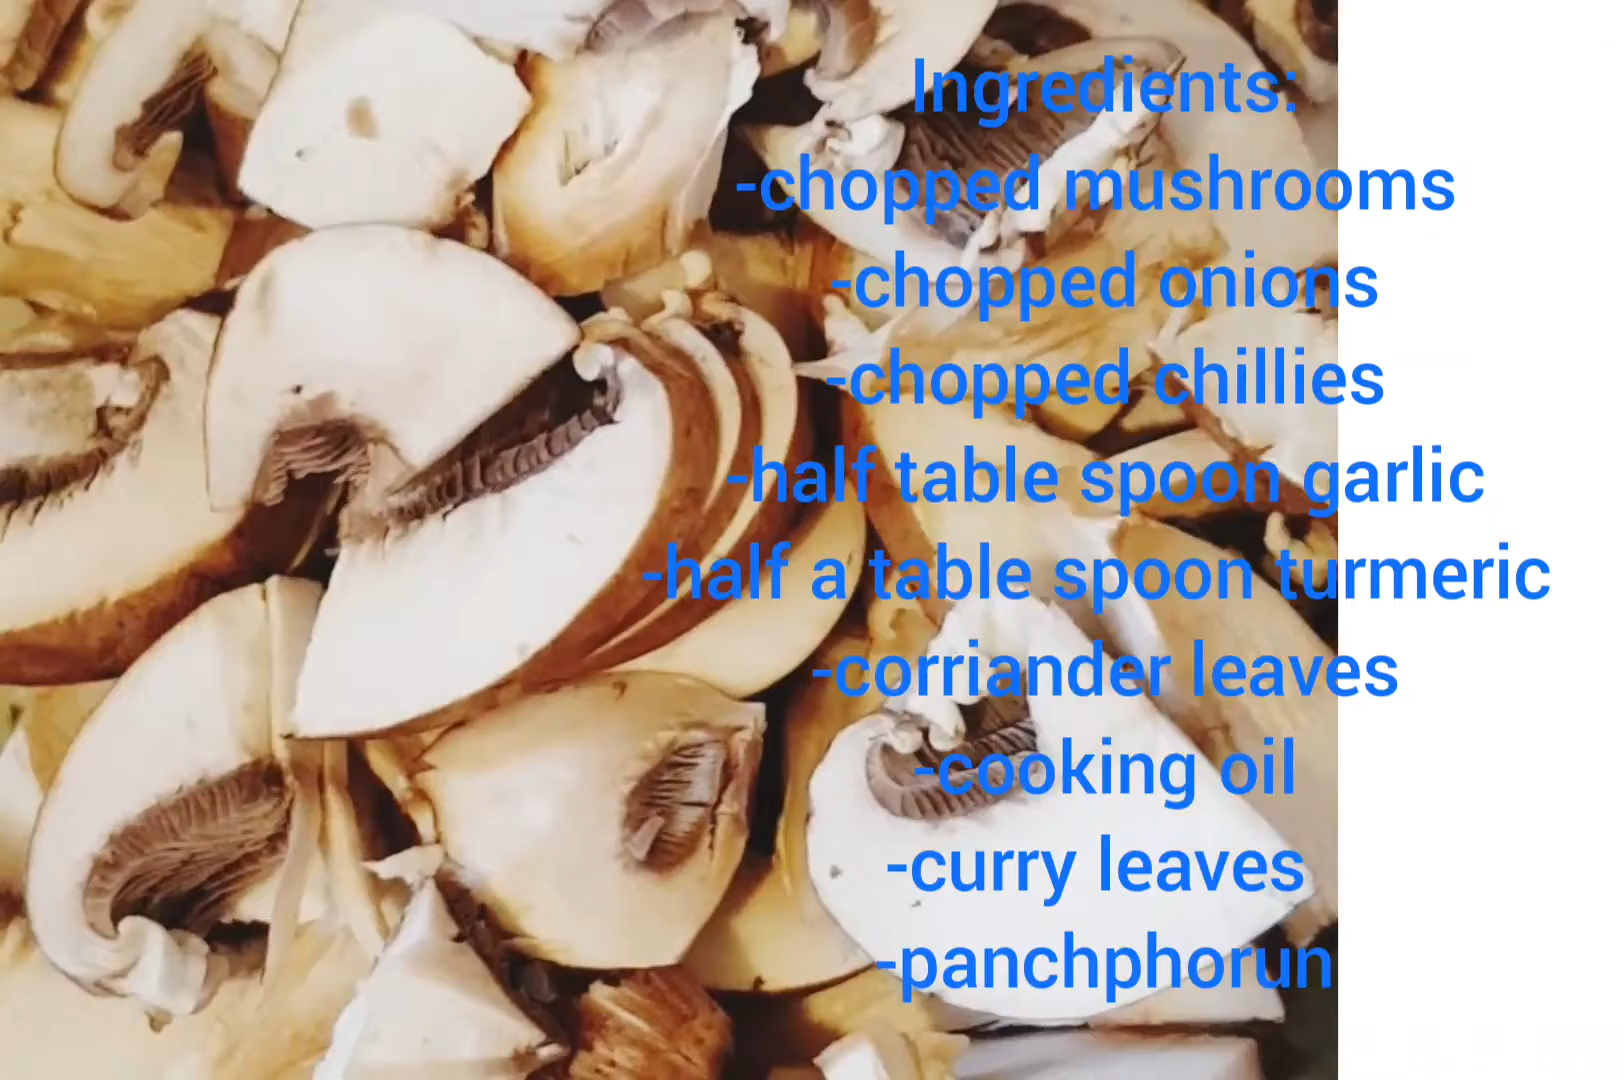 Ingredients:
-chopped mushrooms
-chopped onions
-chopped chillies
-half table spoon garlic
-half a table spoon turmeric
-corriander leaves
-cooking oil
-curry leaves
-panchphorun